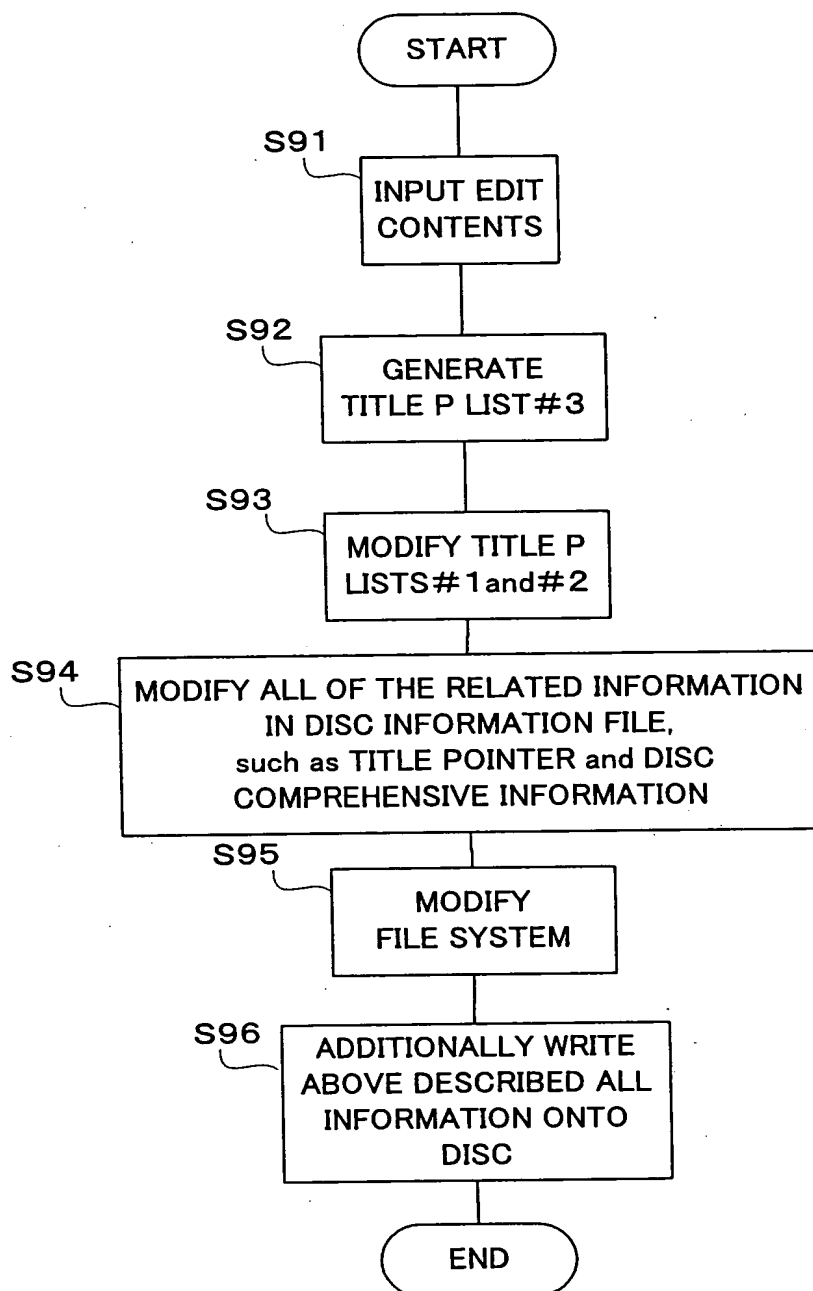 START
S91
INPUT EDIT
CONTENTS
S92
GENERATE
TITLE P LIST#3
S93
MODIFY TITLE P
LISTS#1and#2
S94
MODIFY ALL OF THE RELATED INFORMATION
IN DISC INFORMATION FILE,
such as TITLE POINTER and DISC
COMPREHENSIVE INFORMATION
S95
MODIFY
FILE SYSTEM
S96
ADDITIONALLY WRITE
ABOVE DESCRIBED ALL
INFORMATION ONTO
DISC
END